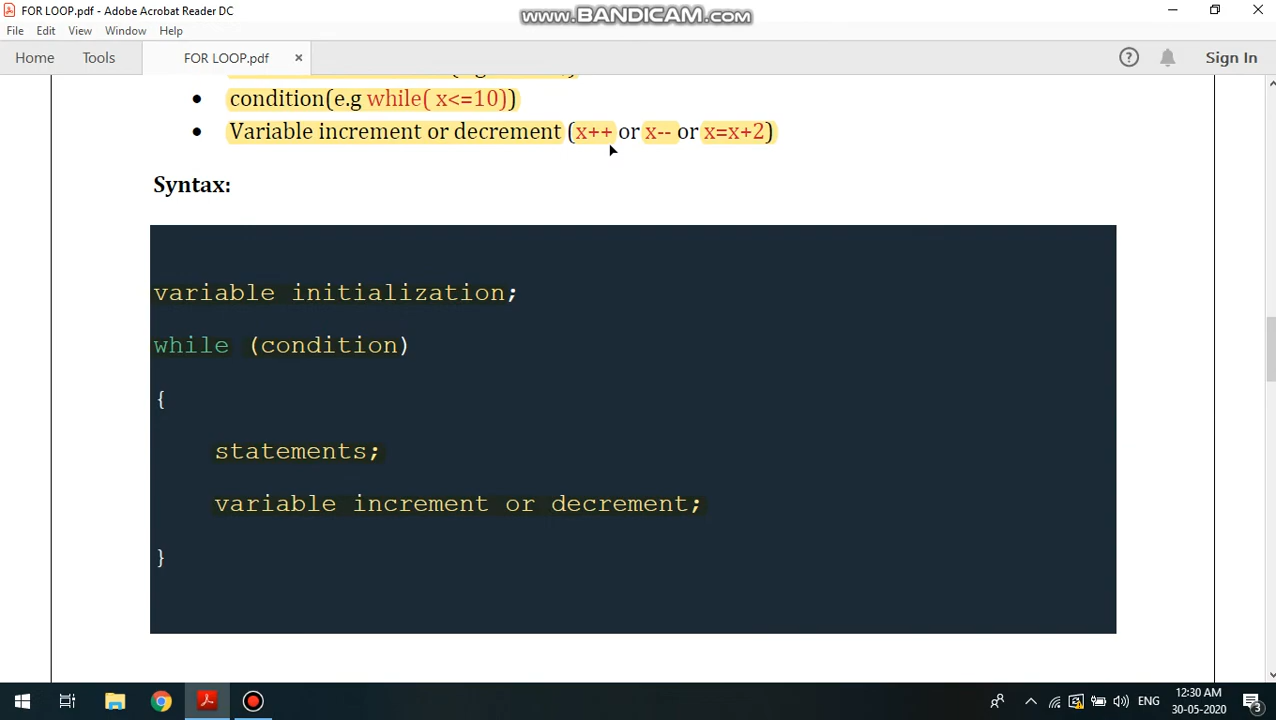 FOR LOOP.pdf - Adobe Acrobat Reader DC
www.BANDICAM.com
File Edit View Window Help
Home Tools FOR LOOP.pdf × Sign In
• condition(e.g while( x<=10))
• Variable increment or decrement (x++ or x-- or x=x+2)
Syntax:
variable initialization;
while (condition)
{
statements;
variable increment or decrement;
}
ENG
12:30 AM
30-05-2020
3